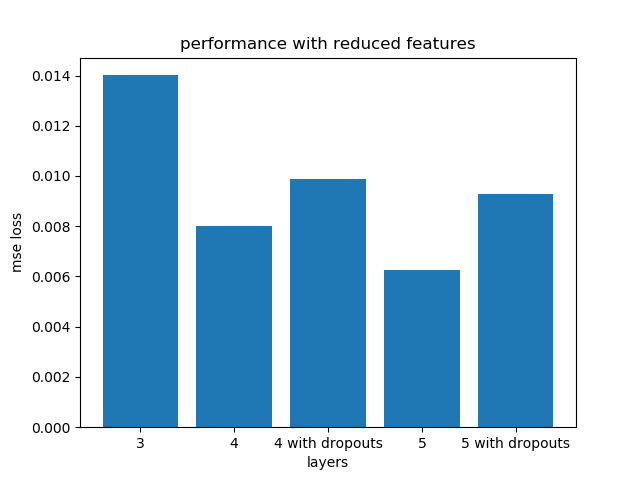 performance with reduced features
0.014
0.012
0.010
0.008
0.006
0.004
0.002
0.000
mse loss
3
4
4 with dropouts
5
5 with dropouts
layers